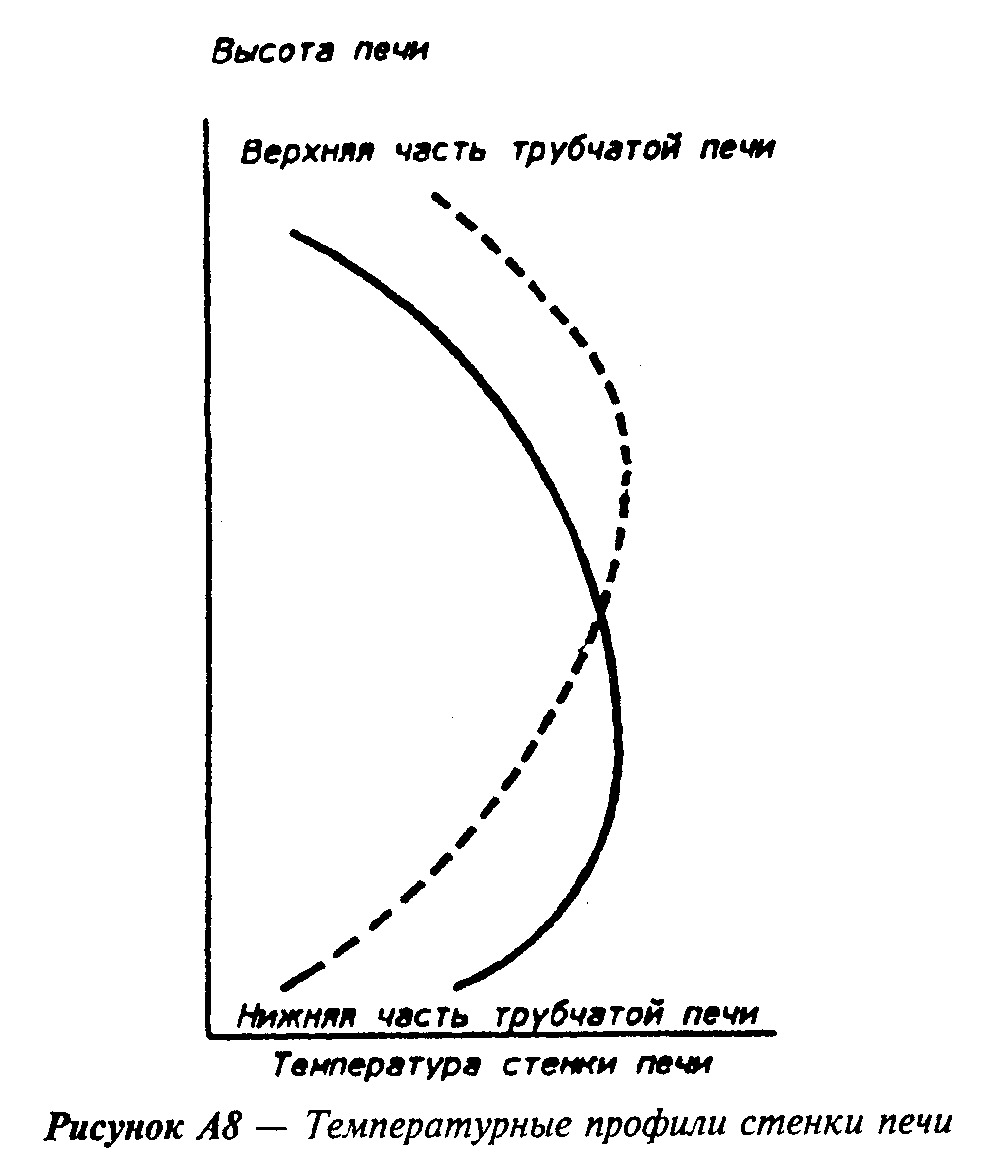 Высота печи
Верхняя часть трубчатой печи
Нижняя часть трубчатой печи
Температура стенки печи
Рисунок А8 — Температурные профили стенки печи